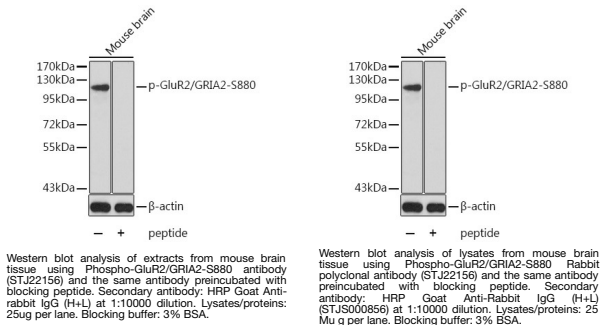 Mouse brain
170kDa
130kDa
95kDa
72kDa
55kDa
43kDa
p-GluR2/GRIA2-S880
β-actin
– + peptide
Western blot analysis of extracts from mouse brain
tissue using Phospho-GluR2/GRIA2-S880 antibody
(STJ22156) and the same antibody preincubated with
blocking peptide. Secondary antibody: HRP Goat Anti-
rabbit IgG (H+L) at 1:10000 dilution. Lysates/proteins:
25ug per lane. Blocking buffer: 3% BSA.
Mouse brain
170kDa
130kDa
95kDa
72kDa
55kDa
43kDa
p-GluR2/GRIA2-S880
β-actin
– + peptide
Western blot analysis of lysates from mouse brain
tissue using Phospho-GluR2/GRIA2-S880 Rabbit
polyclonal antibody (STJ22156) and the same antibody
preincubated with blocking peptide. Secondary
antibody: HRP Goat Anti-Rabbit IgG (H+L)
(STJS000856) at 1:10000 dilution. Lysates/proteins: 25
Mu g per lane. Blocking buffer: 3% BSA.